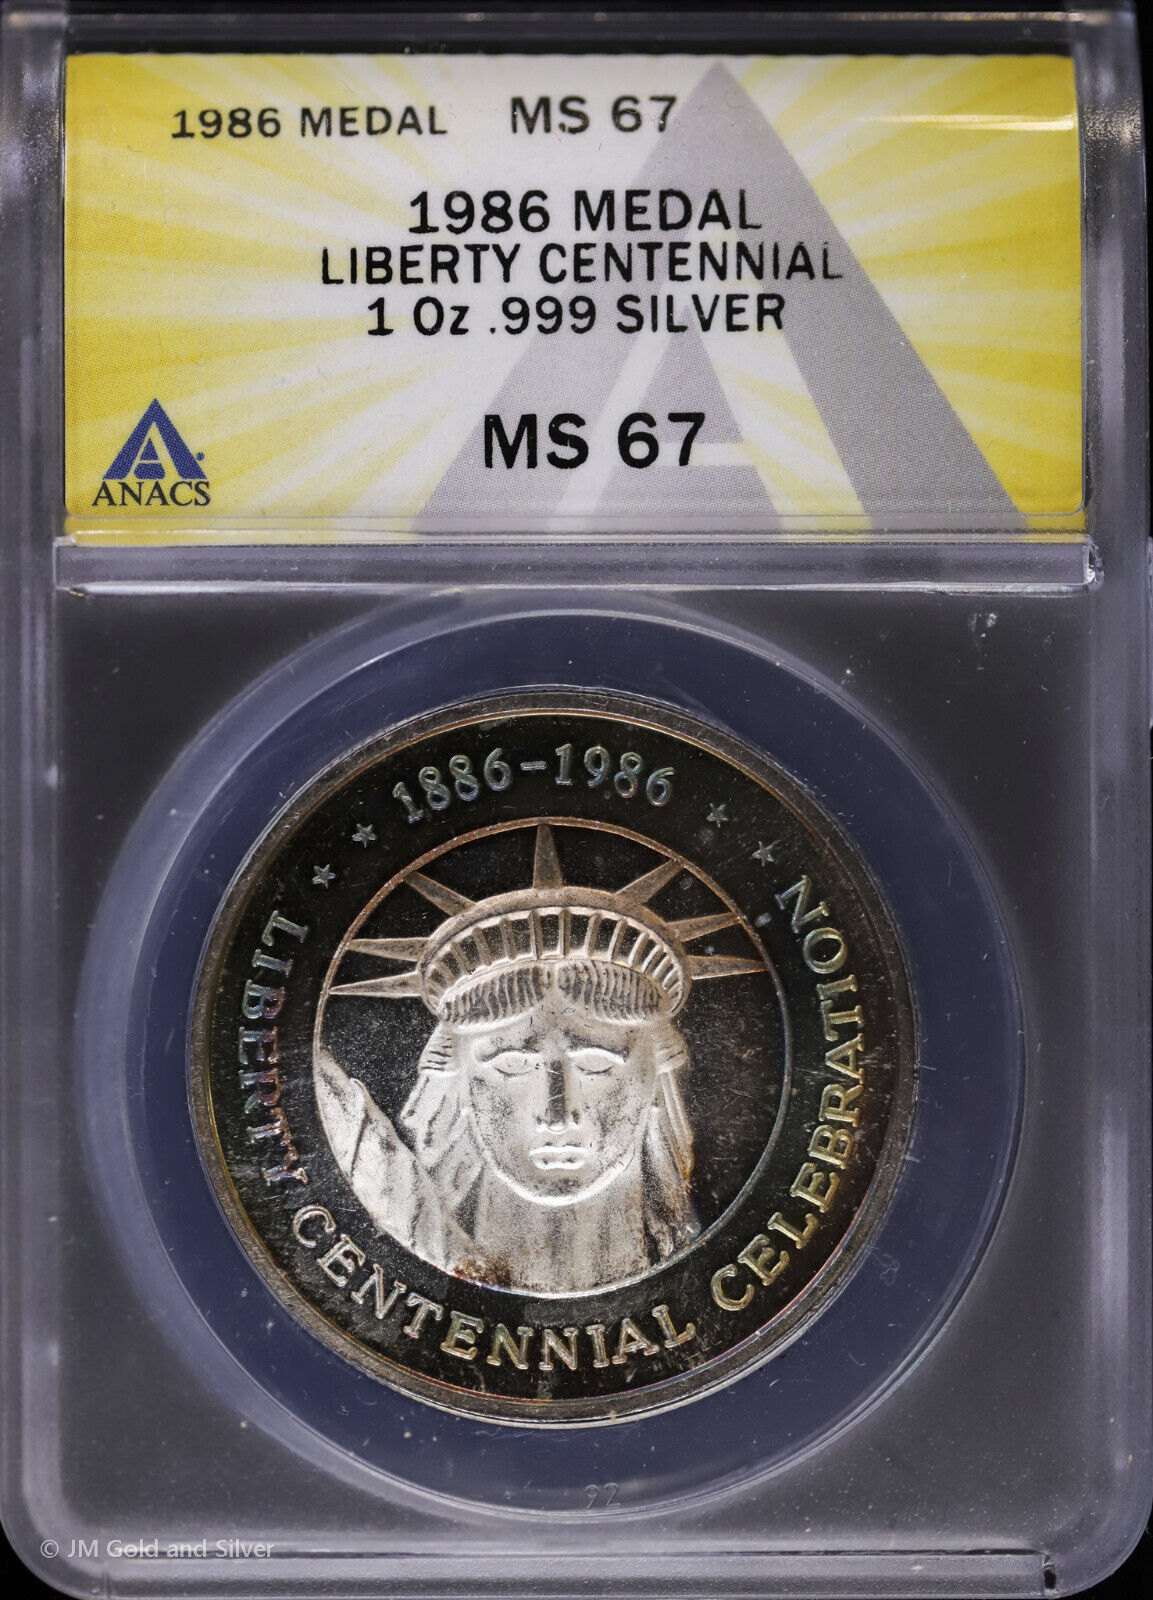 1986 MEDAL MS 67
1986 MEDAL
LIBERTY CENTENNIAL
1 Oz .999 SILVER
MS 67
ANACS
1886-1986
LIBERTY CENTENNIAL CELEBRATION
92
© JM Gold and Silver